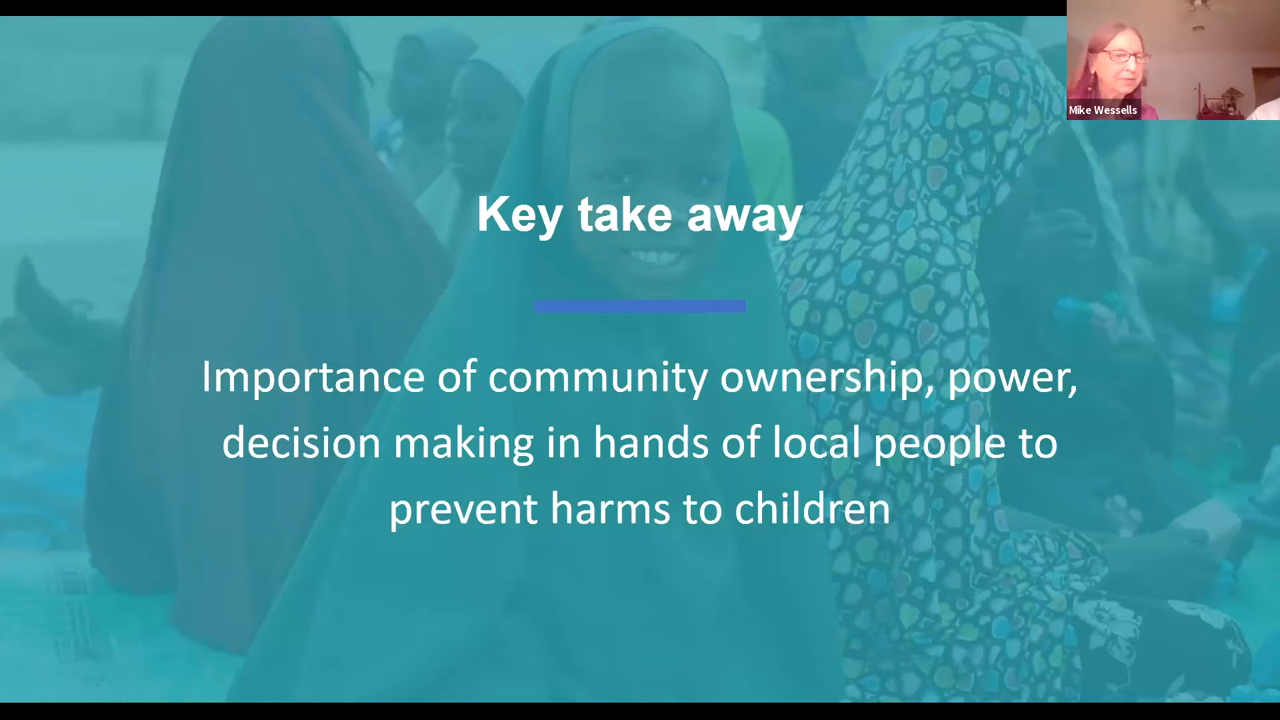 Mike Wessells
Key take away
Importance of community ownership, power,
decision making in hands of local people to
prevent harms to children